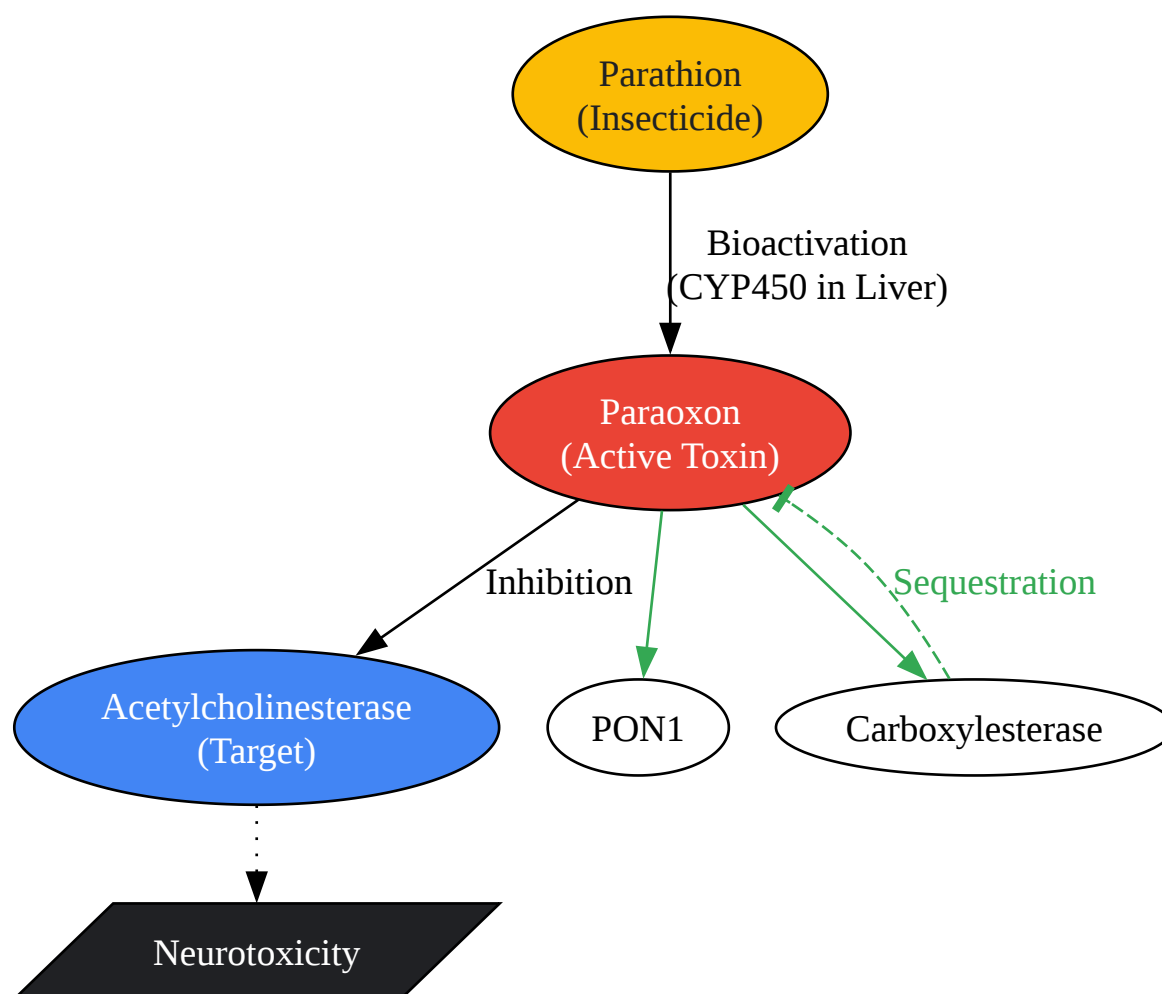 Parathion
(Insecticide)
Bioactivation
(CYP450 in Liver)
Paraoxon
(Active Toxin)
Inhibition
Sequestration
Acetylcholinesterase
(Target)
PON1
Carboxylesterase
Neurotoxicity